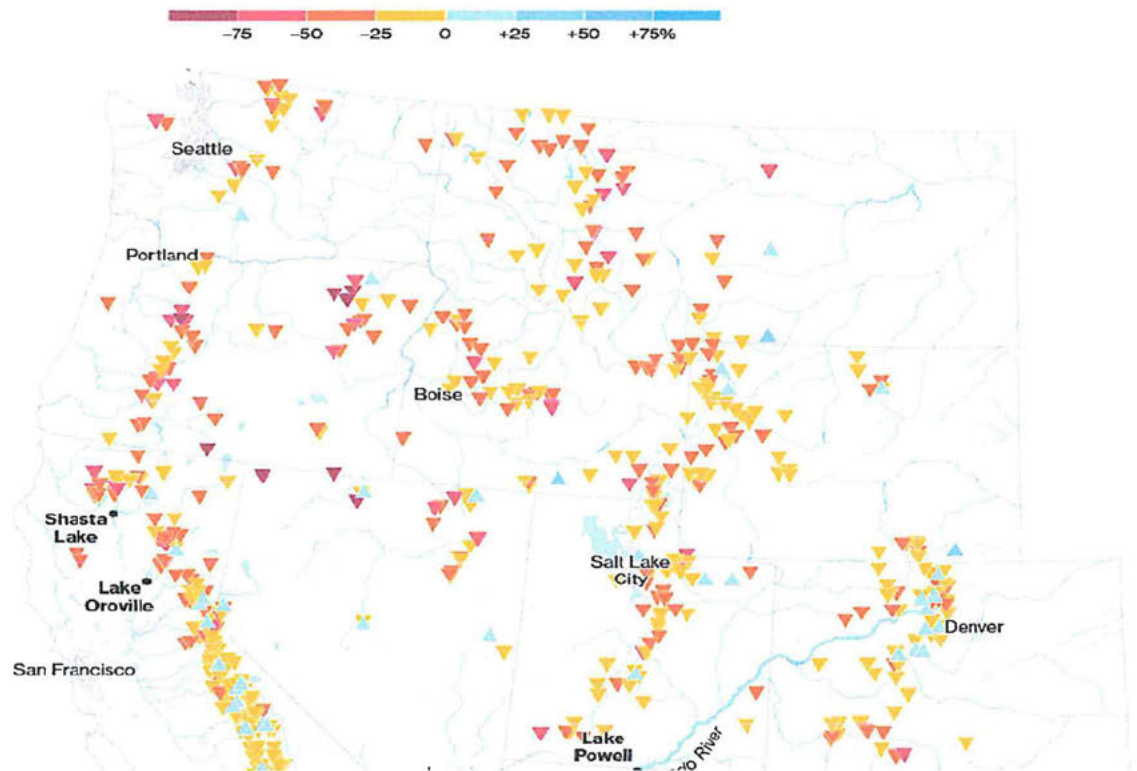 −75 −50 −25 0 +25 +50 +75%
Seattle
Portland
Boise
Shasta
Lake
Lake
Oroville
Salt Lake
City
Denver
San Francisco
Lake
Powell
River